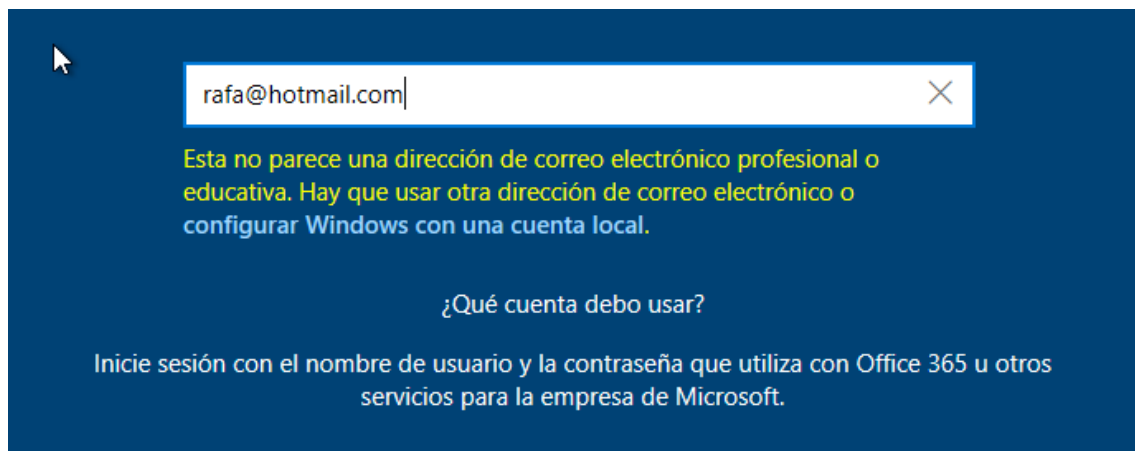 rafa@hotmail.com
Esta no parece una dirección de correo electrónico profesional o
educativa. Hay que usar otra dirección de correo electrónico o
configurar Windows con una cuenta local.
¿Qué cuenta debo usar?
Inicie sesión con el nombre de usuario y la contraseña que utiliza con Office 365 u otros
servicios para la empresa de Microsoft.